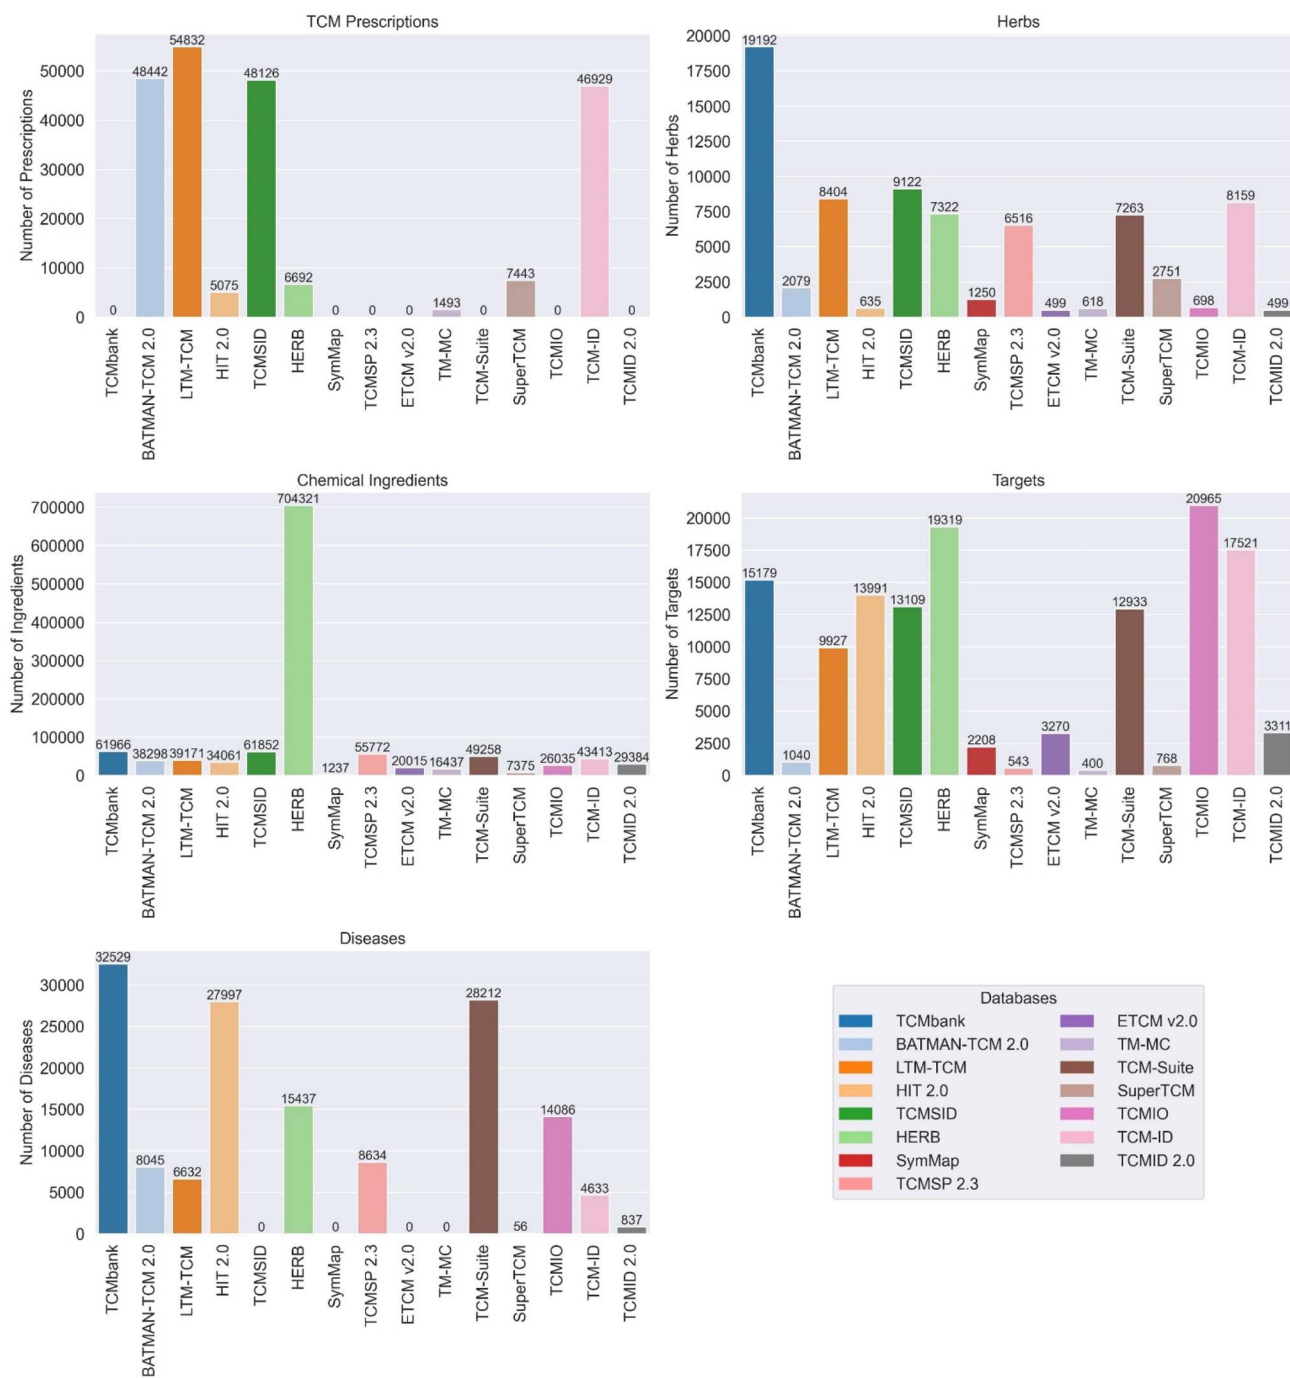 TCM Prescriptions
Number of Prescriptions
50000
40000
30000
20000
10000
0
0
48442
54832
5075
48126
6692
0
0
0
1493
0
7443
0
46929
0
TCMbank
BATMAN-TCM 2.0
LTM-TCM
HIT 2.0
TCMSID
HERB
SymMap
TCMSP 2.3
ETCM v2.0
TM-MC
TCM-Suite
SuperTCM
TCMIO
TCM-ID
TCMID 2.0
Herbs
Number of Herbs
20000
17500
15000
12500
10000
7500
5000
2500
0
19192
2079
8404
635
9122
7322
1250
6516
499
618
7263
2751
698
8159
499
TCMbank
BATMAN-TCM 2.0
LTM-TCM
HIT 2.0
TCMSID
HERB
SymMap
TCMSP 2.3
ETCM v2.0
TM-MC
TCM-Suite
SuperTCM
TCMIO
TCM-ID
TCMID 2.0
Chemical Ingredients
Number of Ingredients
700000
600000
500000
400000
300000
200000
100000
0
61966
38298
39171
34061
61852
704321
1237
55772
20015
16437
49258
7375
26035
43413
29384
TCMbank
BATMAN-TCM 2.0
LTM-TCM
HIT 2.0
TCMSID
HERB
SymMap
TCMSP 2.3
ETCM v2.0
TM-MC
TCM-Suite
SuperTCM
TCMIO
TCM-ID
TCMID 2.0
Targets
Number of Targets
20000
17500
15000
12500
10000
7500
5000
2500
0
15179
1040
9927
13991
13109
19319
2208
543
3270
400
12933
768
20965
17521
3311
TCMbank
BATMAN-TCM 2.0
LTM-TCM
HIT 2.0
TCMSID
HERB
SymMap
TCMSP 2.3
ETCM v2.0
TM-MC
TCM-Suite
SuperTCM
TCMIO
TCM-ID
TCMID 2.0
Diseases
Number of Diseases
30000
25000
20000
15000
10000
5000
0
32529
8045
6632
27997
0
15437
0
8634
0
0
28212
56
14086
4633
837
TCMbank
BATMAN-TCM 2.0
LTM-TCM
HIT 2.0
TCMSID
HERB
SymMap
TCMSP 2.3
ETCM v2.0
TM-MC
TCM-Suite
SuperTCM
TCMIO
TCM-ID
TCMID 2.0
Databases
TCMbank
BATMAN-TCM 2.0
LTM-TCM
HIT 2.0
TCMSID
HERB
SymMap
TCMSP 2.3
ETCM v2.0
TM-MC
TCM-Suite
SuperTCM
TCMIO
TCM-ID
TCMID 2.0